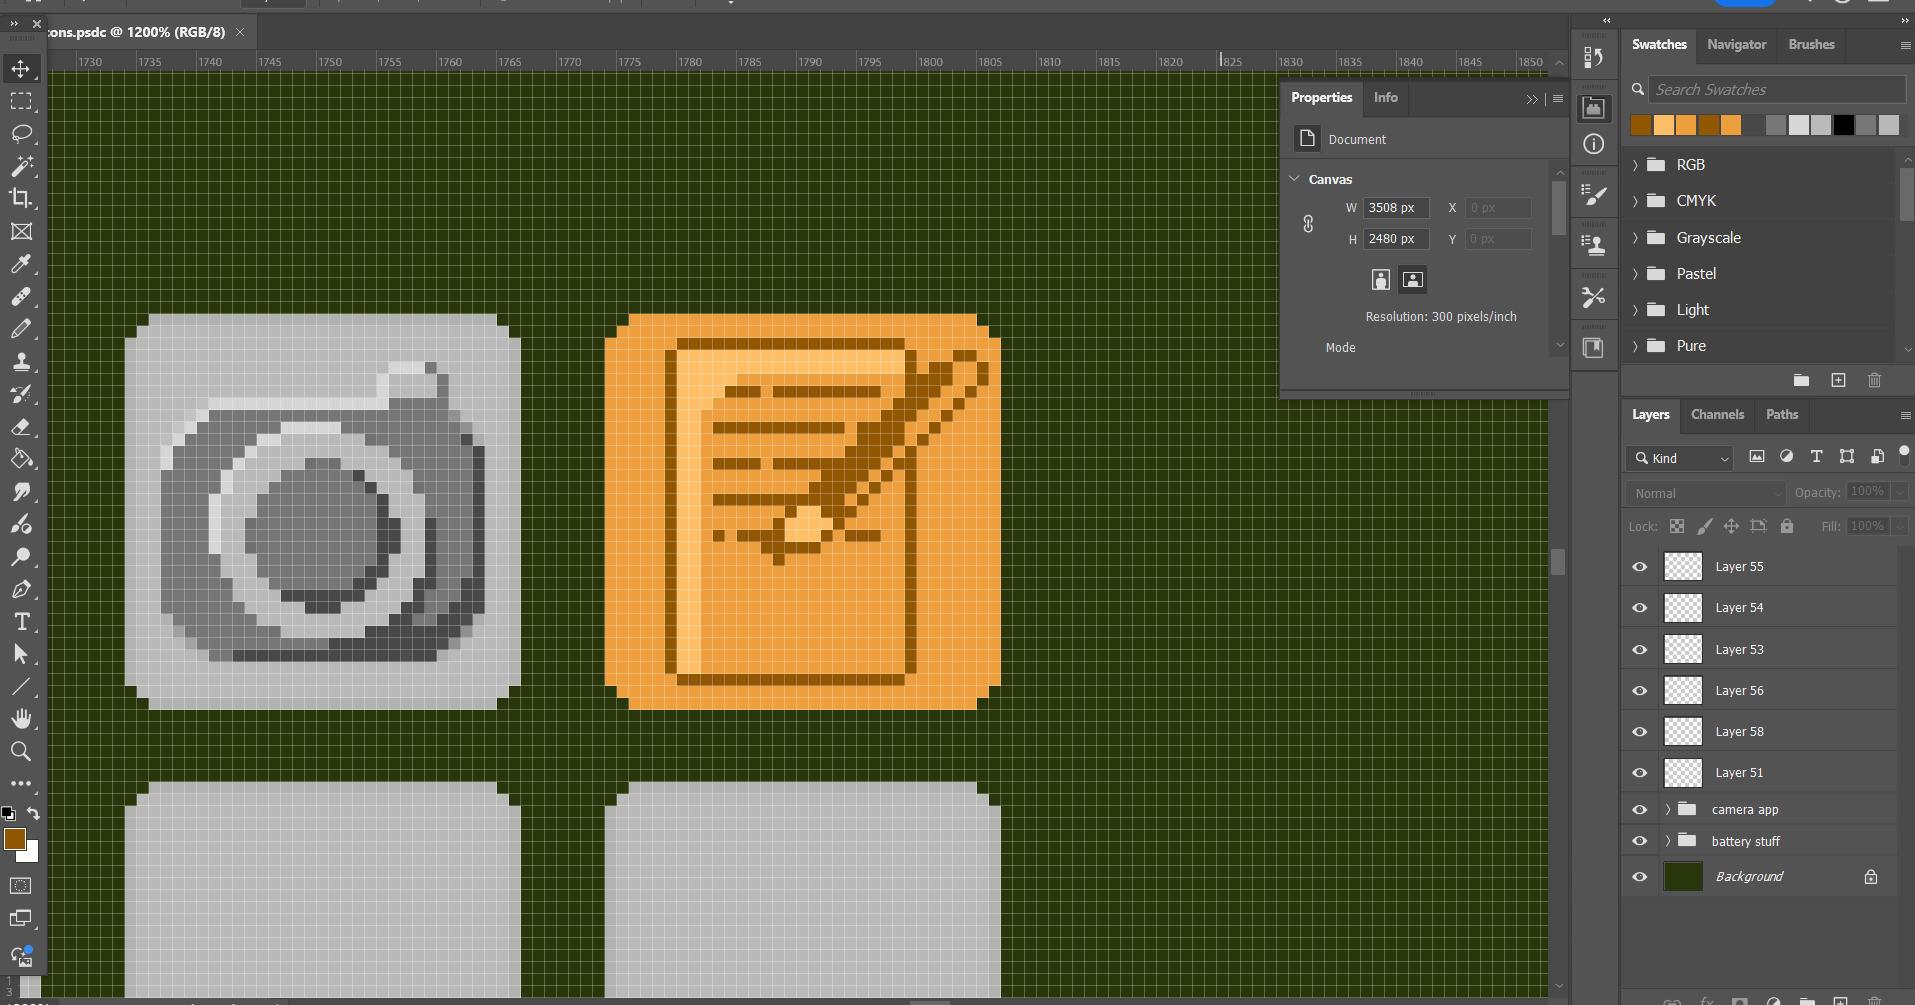 cons.psdc @ 1200% (RGB/8)
1730 1735 1740 1745 1750 1755 1760 1765 1770 1775 1780 1785 1790 1795 1800 1805 1810 1815 1820 1825 1830 1835 1840 1845 1850
Properties Info
Document
Canvas
W 3508 px X 0 px
H 2480 px Y 0 px
Resolution: 300 pixels/inch
Mode
Swatches Navigator Brushes
Search Swatches
RGB
CMYK
Grayscale
Pastel
Light
Pure
Layers Channels Paths
Kind
Normal Opacity: 100%
Lock: Fill: 100%
Layer 55
Layer 54
Layer 53
Layer 56
Layer 58
Layer 51
camera app
battery stuff
Background
1
3